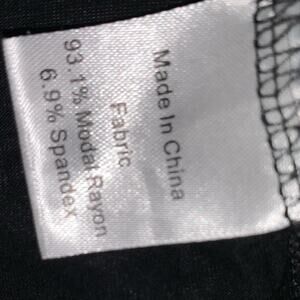 Made In China
Fabric
93.1% Modal Rayon
6.9% Spandex